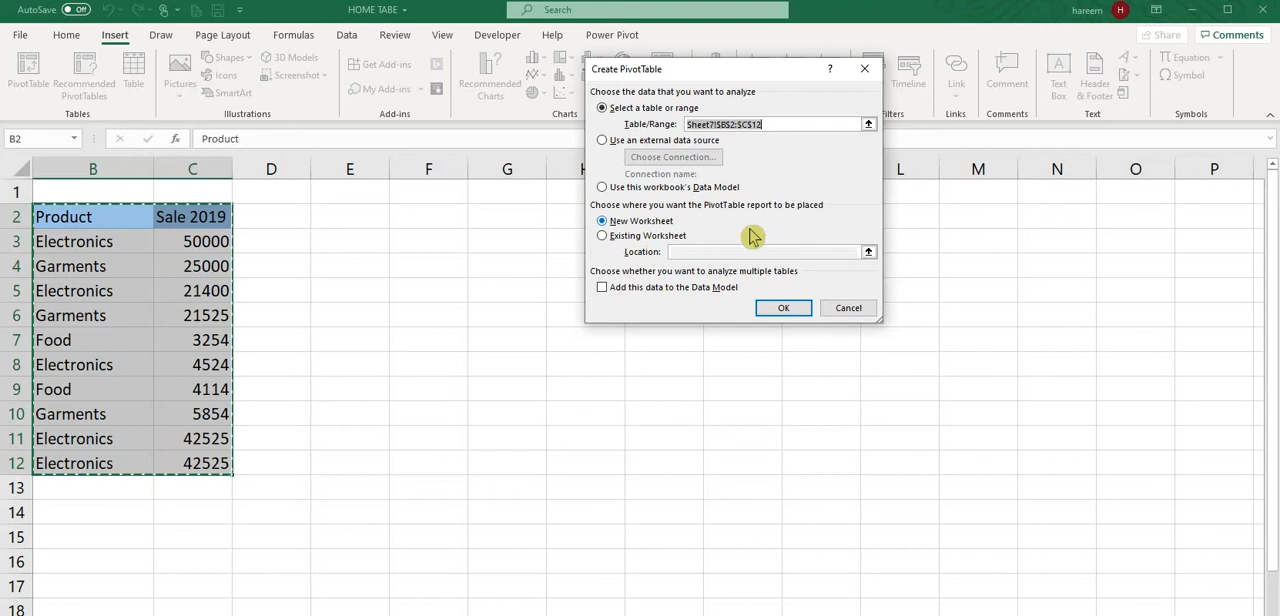 AutoSave Off HOME TABE Search hareem H
File Home Insert Draw Page Layout Formulas Data Review View Developer Help Power Pivot Share Comments
PivotTable Recommended PivotTables Table
Tables
Pictures Shapes Icons SmartArt 3D Models Screenshot
Illustrations
Get Add-ins
My Add-ins
Add-ins
Recommended Charts
Charts
Timeline
Filters
Link
Links
Comment
Comments
Text Box Header & Footer
Text
Equation
Symbol
Symbols
B2 fx Product
Create PivotTable ?
Choose the data that you want to analyze
Select a table or range
Table/Range: Sheet7!$B$2:$C$12
Use an external data source
Choose Connection...
Connection name:
Use this workbook's Data Model
Choose where you want the PivotTable report to be placed
New Worksheet
Existing Worksheet
Location:
Choose whether you want to analyze multiple tables
Add this data to the Data Model
OK Cancel
B C D E F G H L M N O P
1
2 Product Sale 2019
3 Electronics 50000
4 Garments 25000
5 Electronics 21400
6 Garments 21525
7 Food 3254
8 Electronics 4524
9 Food 4114
10 Garments 5854
11 Electronics 42525
12 Electronics 42525
13
14
15
16
17
18